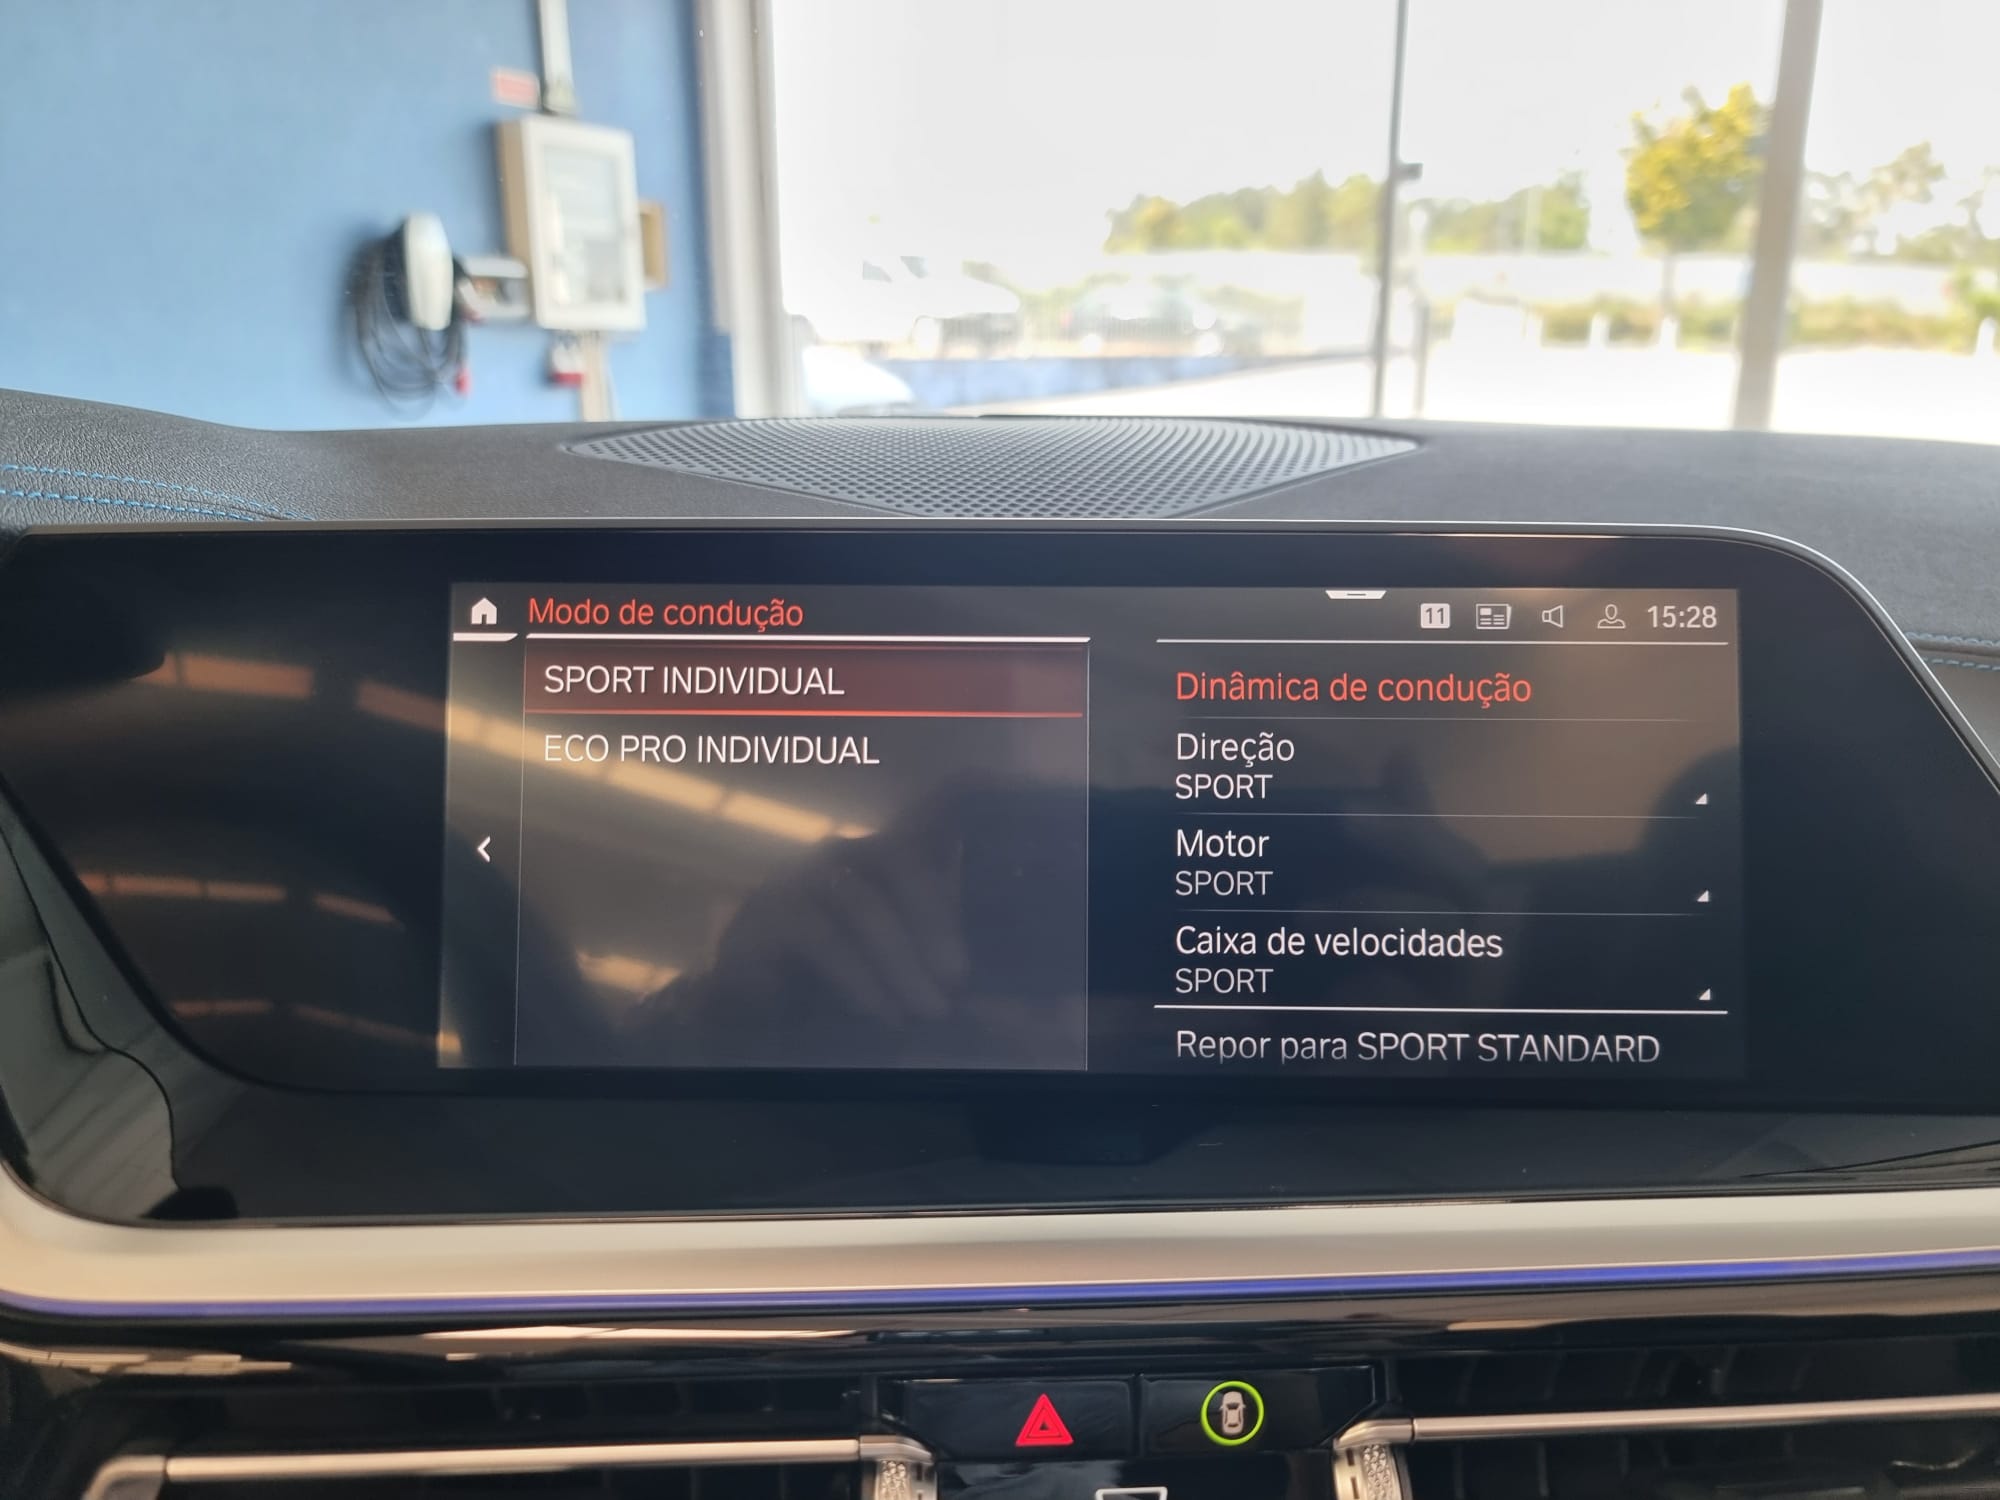 Modo de condução
11
15:28
SPORT INDIVIDUAL
ECO PRO INDIVIDUAL
Dinâmica de condução
Direção
SPORT
Motor
SPORT
Caixa de velocidades
SPORT
Repor para SPORT STANDARD